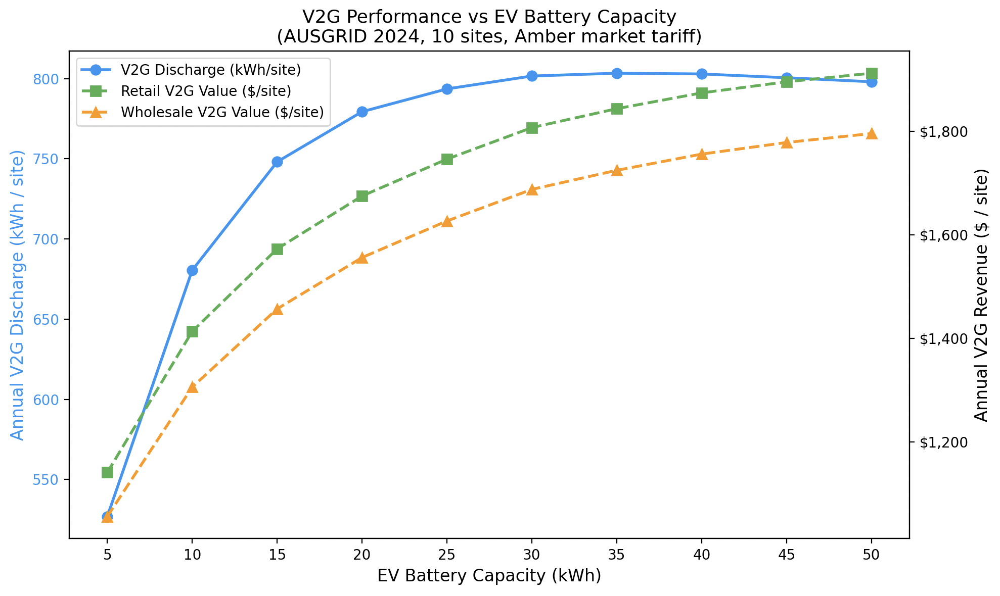 V2G Performance vs EV Battery Capacity
(AUSGRID 2024, 10 sites, Amber market tariff)
V2G Discharge (kWh/site)
Retail V2G Value ($/site)
Wholesale V2G Value ($/site)
Annual V2G Discharge (kWh / site)
800
750
700
650
600
550
$1,800
$1,600
$1,400
$1,200
Annual V2G Revenue ($ / site)
5 10 15 20 25 30 35 40 45 50
EV Battery Capacity (kWh)